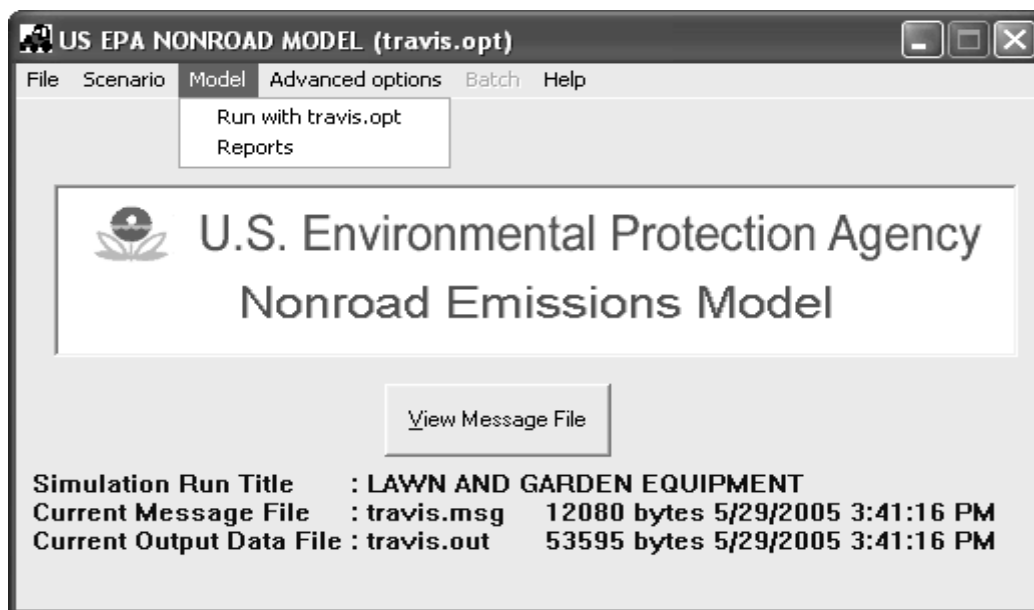 US EPA NONROAD MODEL (travis.opt)
File Scenario Model Advanced options Batch Help
Run with travis.opt
Reports
U.S. Environmental Protection Agency
Nonroad Emissions Model
View Message File
Simulation Run Title : LAWN AND GARDEN EQUIPMENT
Current Message File : travis.msg 12080 bytes 5/29/2005 3:41:16 PM
Current Output Data File : travis.out 53595 bytes 5/29/2005 3:41:16 PM